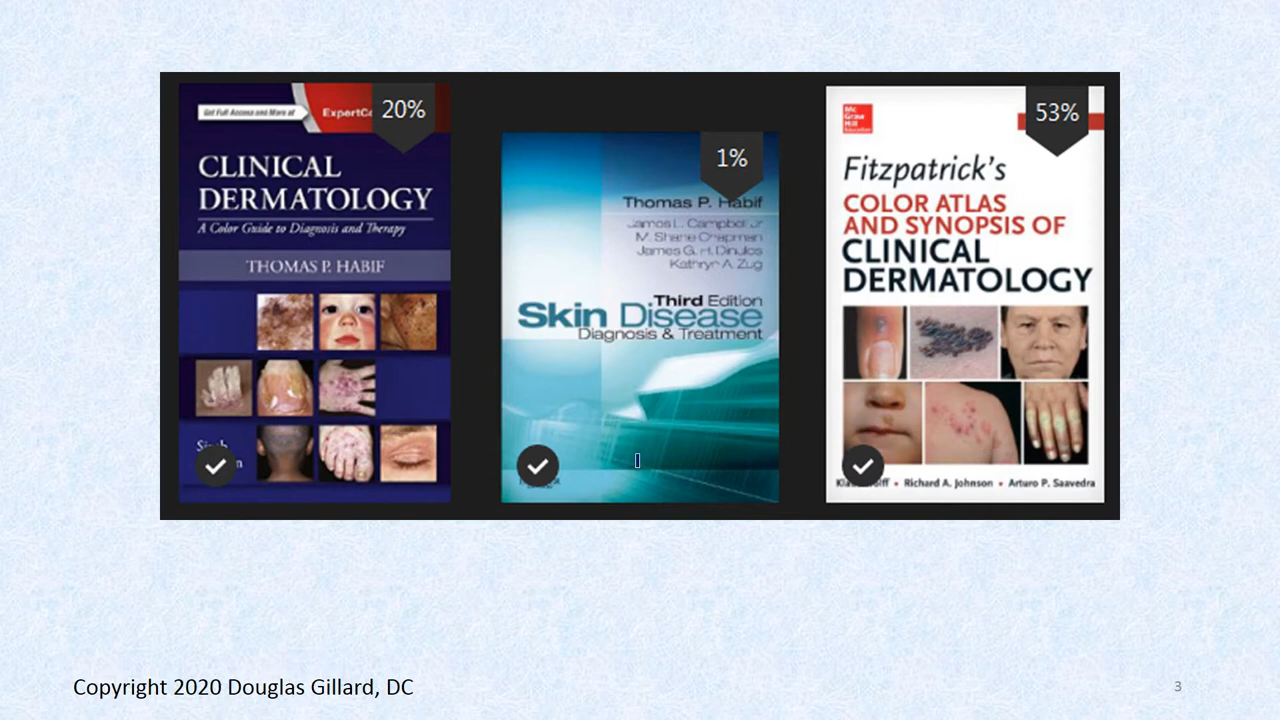 Get Full Access and More at
20%
CLINICAL
DERMATOLOGY
A Color Guide to Diagnosis and Therapy
THOMAS P. HABIF
1%
Thomas P. Habif
James L. Campbell Jr
M. Shane Chapman
James G. H. Dinulos
Kathryn A. Zug
Third Edition
Skin Disease
Diagnosis & Treatment
Mc
Graw
Hill
Education
53%
Fitzpatrick's
COLOR ATLAS
AND SYNOPSIS OF
CLINICAL
DERMATOLOGY
• Richard A. Johnson • Arturo P. Saavedra
Copyright 2020 Douglas Gillard, DC
3